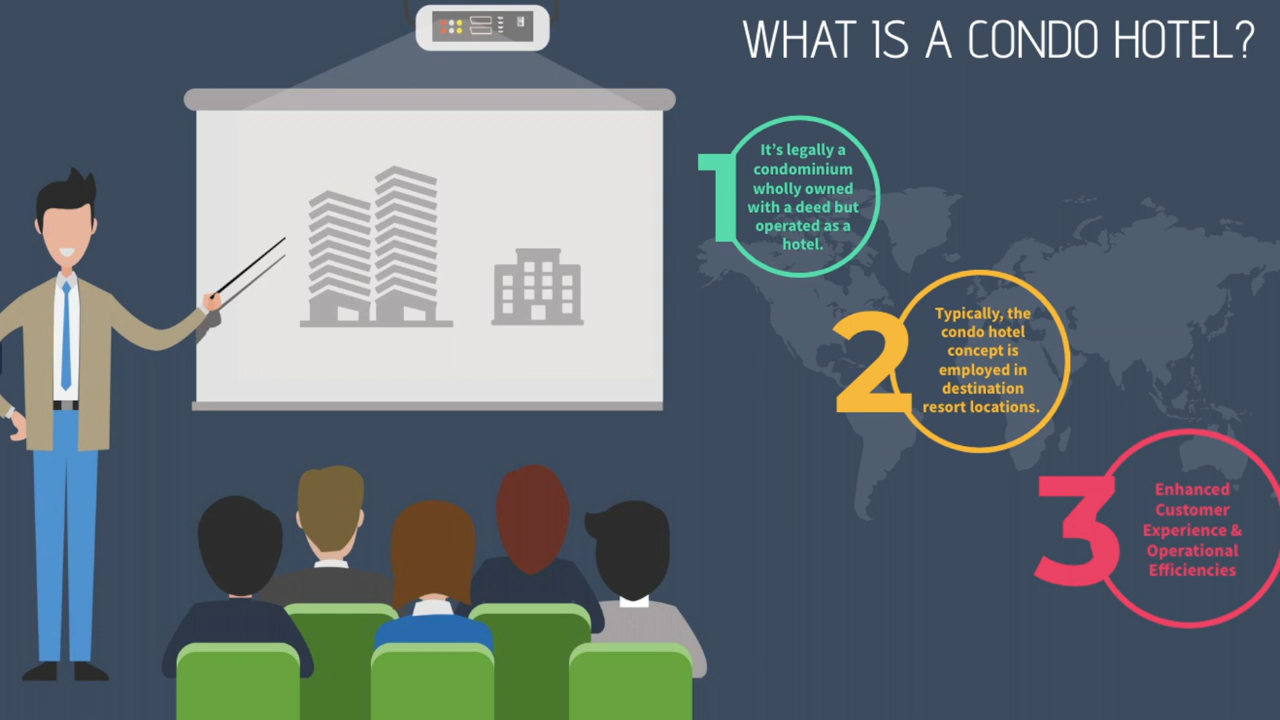 WHAT IS A CONDO HOTEL?
1
It's legally a
condominium
wholly owned
with a deed but
operated as a
hotel.
2
Typically, the
condo hotel
concept is
employed in
destination
resort locations.
3
Enhanced
Customer
Experience &
Operational
Efficiencies